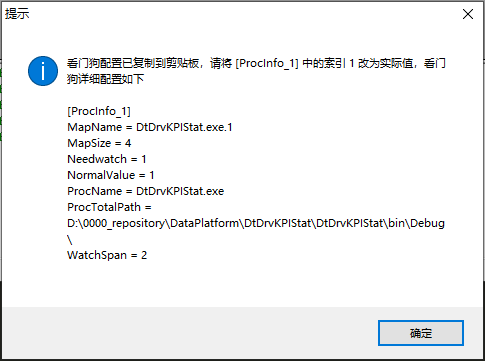 提示
看门狗配置已复制到剪贴板，请将 [ProcInfo_1] 中的索引 1 改为实际值，看门
狗详细配置如下
[ProcInfo_1]
MapName = DtDrvKPIStat.exe.1
MapSize = 4
Needwatch = 1
NormalValue = 1
ProcName = DtDrvKPIStat.exe
ProcTotalPath =
D:\0000_repository\DataPlatform\DtDrvKPIStat\DtDrvKPIStat\bin\Debug
\
WatchSpan = 2
确定